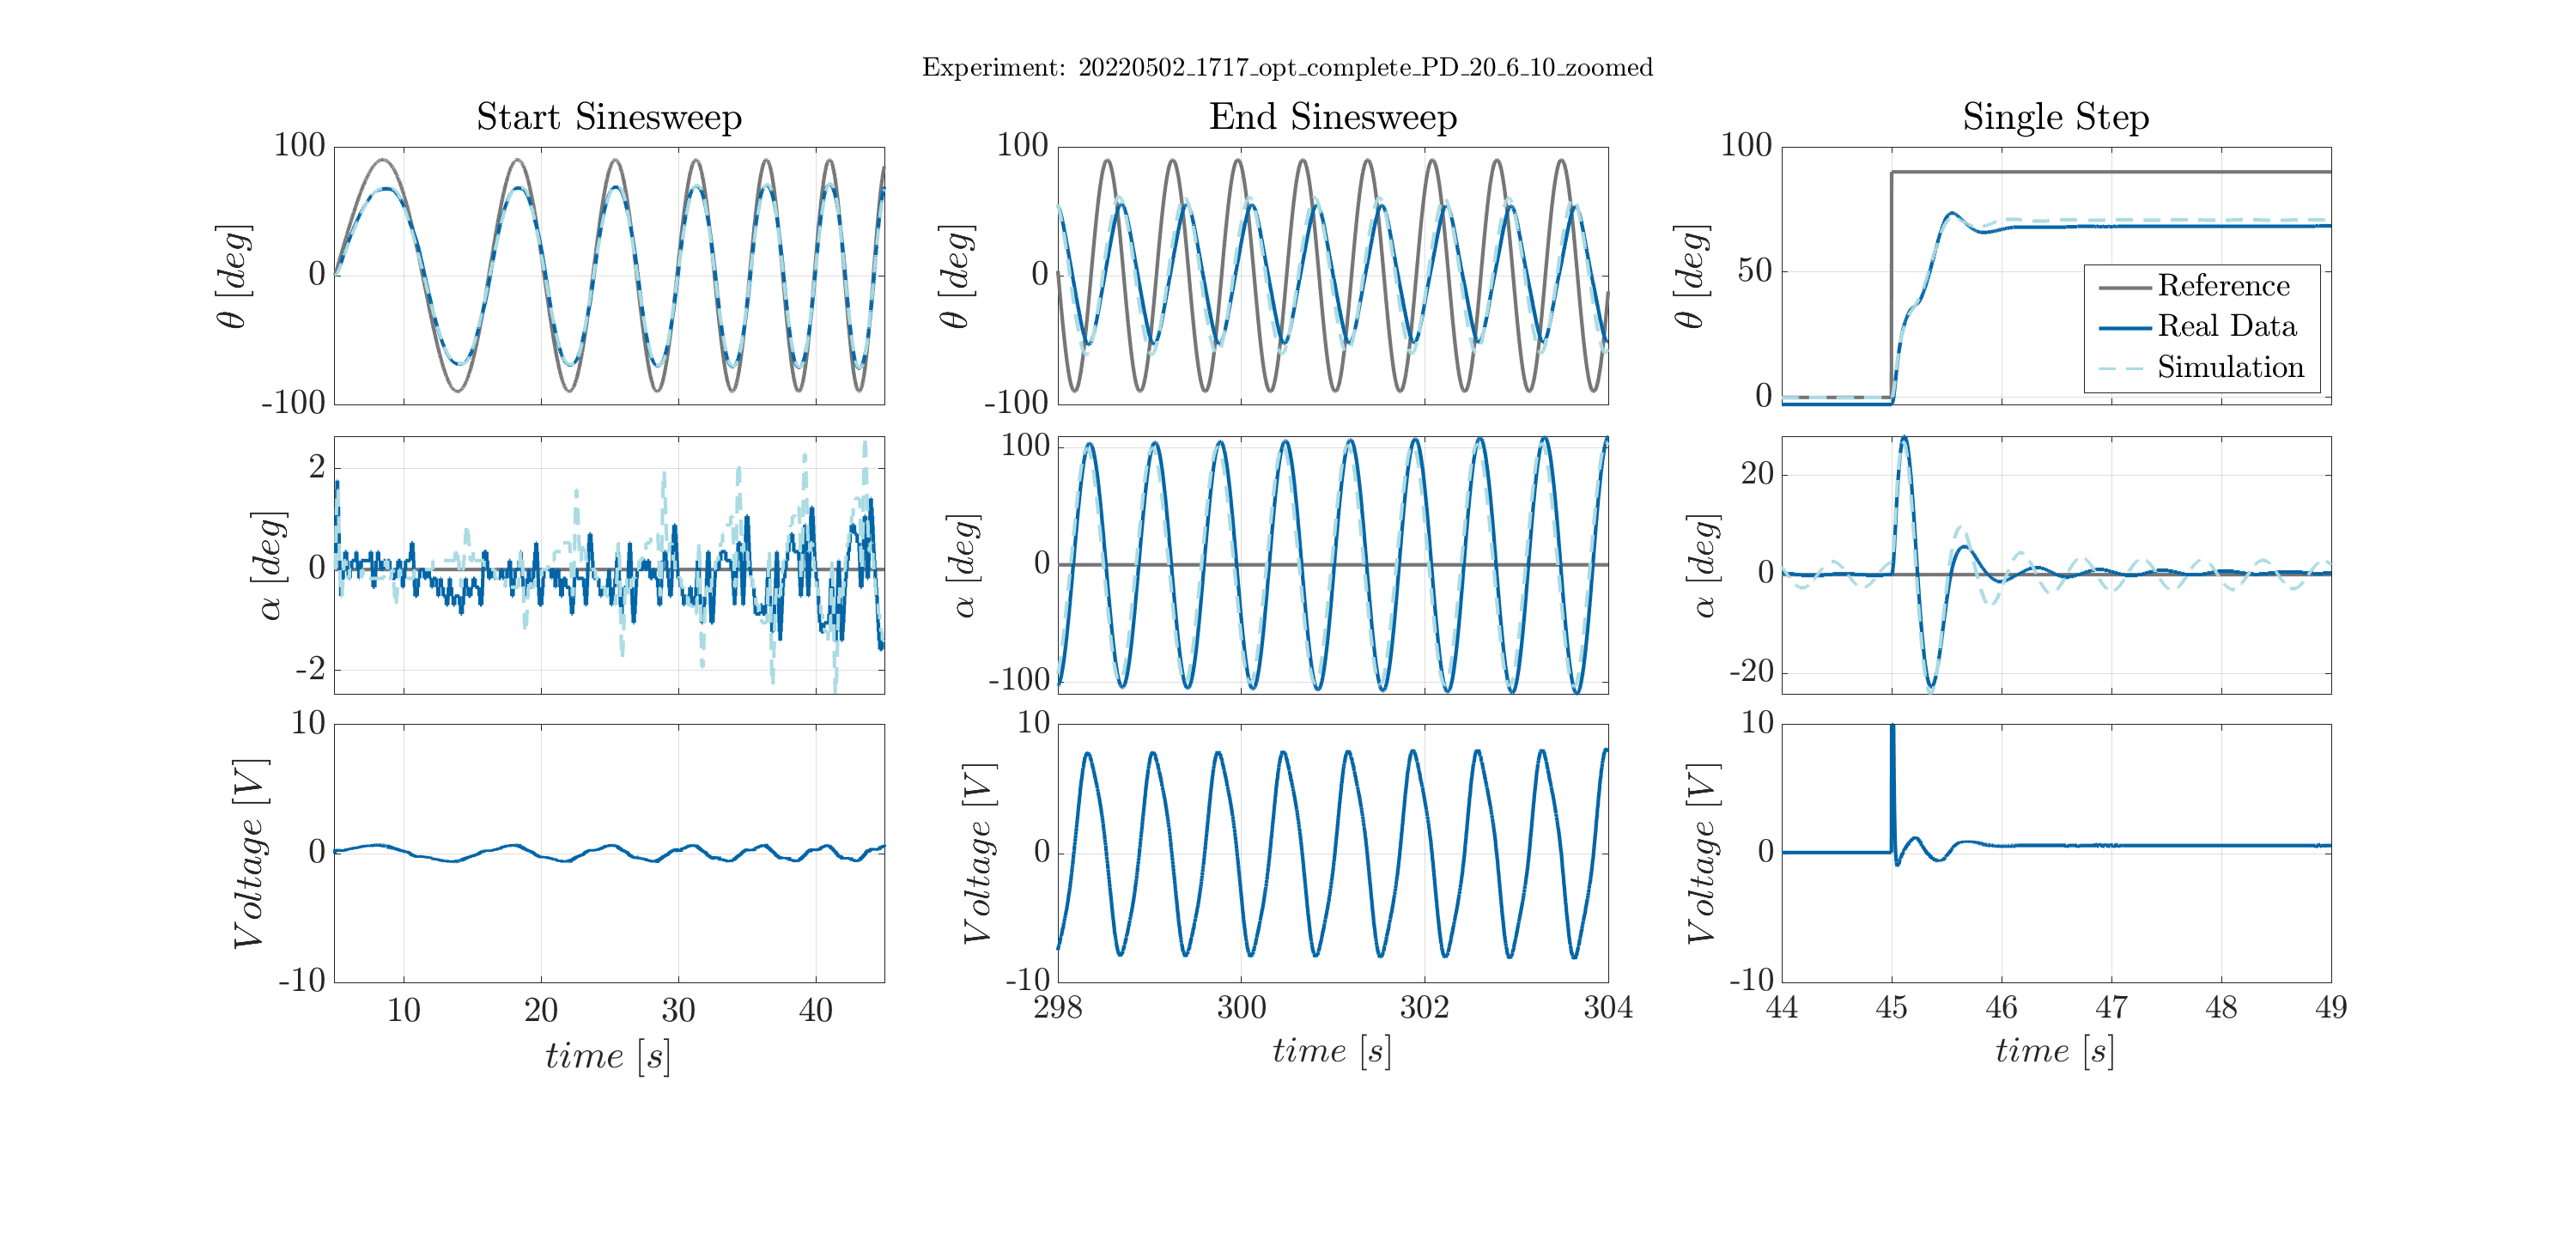 Experiment: 20220502_1717_opt_complete_PD_20_6_10_zoomed
Start Sinesweep
End Sinesweep
Single Step
100
0
-100
θ [deg]
100
0
-100
θ [deg]
100
50
0
θ [deg]
Reference
Real Data
Simulation
2
0
-2
α [deg]
100
0
-100
α [deg]
20
0
-20
α [deg]
10
0
-10
Voltage [V]
10 20 30 40
time [s]
10
0
-10
Voltage [V]
298 300 302 304
time [s]
10
0
-10
Voltage [V]
44 45 46 47 48 49
time [s]